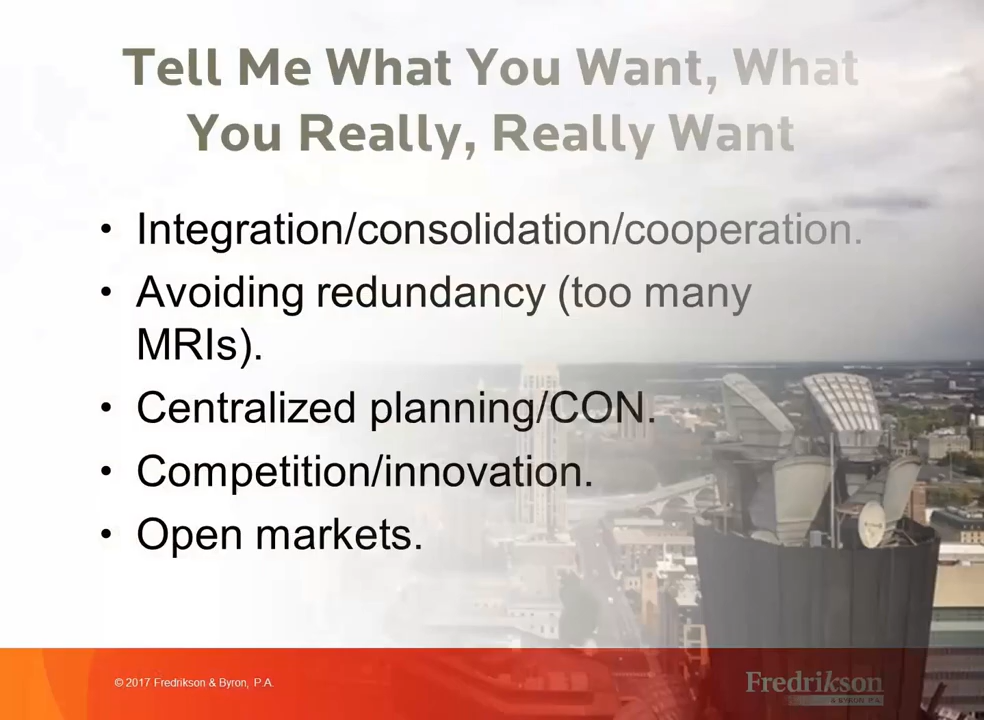 Tell Me What You Want, What
You Really, Really Want
• Integration/consolidation/cooperation.
• Avoiding redundancy (too many
MRIs).
• Centralized planning/CON.
• Competition/innovation.
• Open markets.
© 2017 Fredrikson & Byron, P.A.
Fredrikson
& BYRON, P.A.